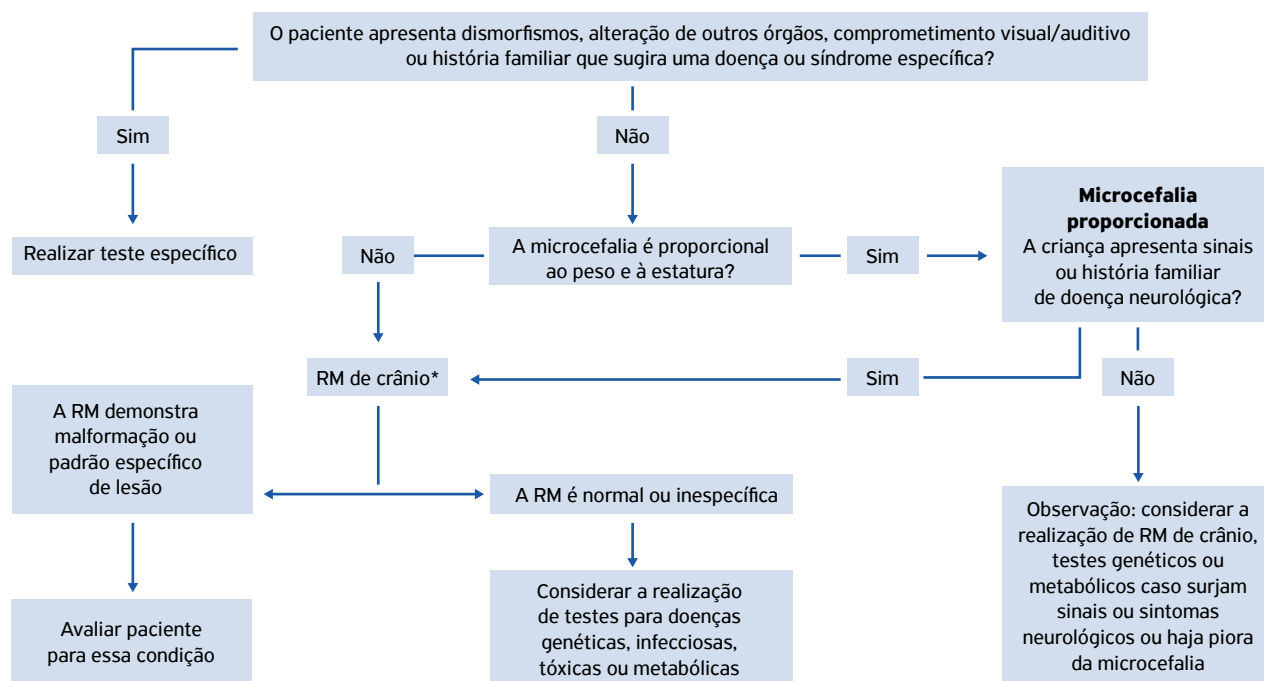 O paciente apresenta dismorfismos, alteração de outros órgãos, comprometimento visual/auditivo
ou história familiar que sugira uma doença ou síndrome específica?
Sim
Não
Realizar teste específico
Não
A microcefalia é proporcional
ao peso e à estatura?
Sim
Microcefalia
proporcionada
A criança apresenta sinais
ou história familiar
de doença neurológica?
RM de crânio*
Sim
Não
A RM demonstra
malformação ou
padrão específico
de lesão
A RM é normal ou inespecífica
Observação: considerar a
realização de RM de crânio,
testes genéticos ou
metabólicos caso surjam
sinais ou sintomas
neurológicos ou haja piora
da microcefalia
Avaliar paciente
para essa condição
Considerar a realização
de testes para doenças
genéticas, infecciosas,
tóxicas ou metabólicas